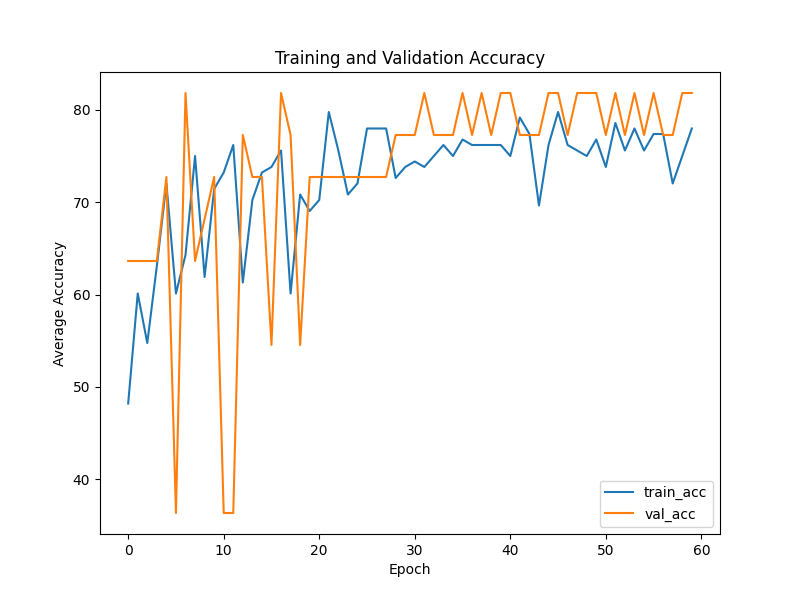 Training and Validation Accuracy
Average Accuracy
80
70
60
50
40
0 10 20 30 40 50 60
Epoch
train_acc
val_acc